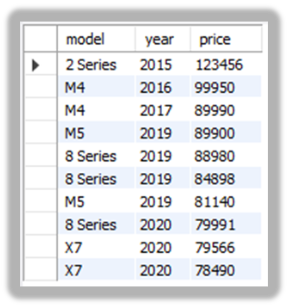 model year price
2 Series 2015 123456
M4 2016 99950
M4 2017 89990
M5 2019 89900
8 Series 2019 88980
8 Series 2019 84898
M5 2019 81140
8 Series 2020 79991
X7 2020 79566
X7 2020 78490